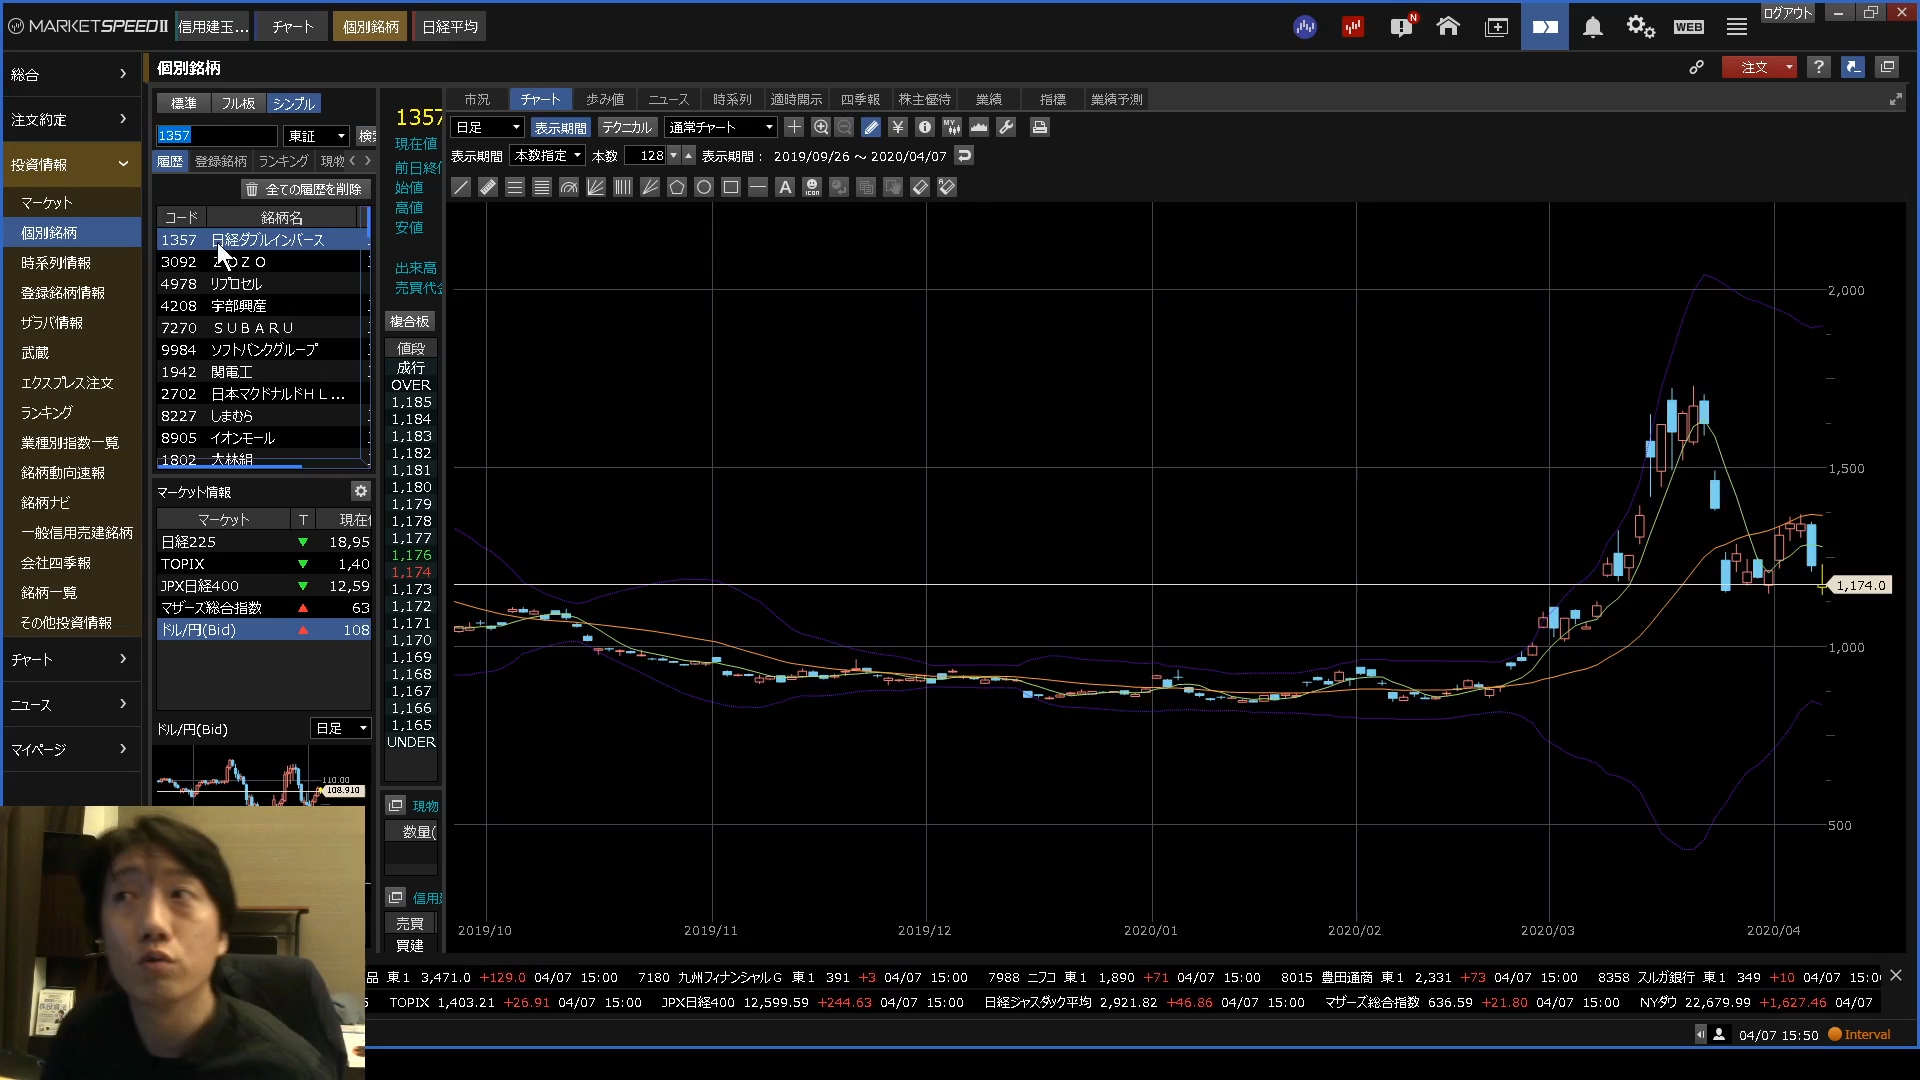 MARKETSPEEDⅡ 信用建玉... チャート 個別銘柄 日経平均
N WEB ログアウト
総合
注文約定
投資情報
マーケット
個別銘柄
時系列情報
登録銘柄情報
ザラバ情報
武蔵
エクスプレス注文
ランキング
業種別指数一覧
銘柄動向速報
銘柄ナビ
一般信用売建銘柄
会社四季報
銘柄一覧
その他投資情報
チャート
ニュース
マイページ
個別銘柄
注文 ?
標準 フル板 シンプル
1357 東証 検索
履歴 登録銘柄 ランキング 現物
全ての履歴を削除
コード 銘柄名
1357 日経ダブルインバース
3092 ＺＯＺＯ
4978 リプロセル
4208 宇部興産
7270 ＳＵＢＡＲＵ
9984 ソフトバンクグループ
1942 関電工
2702 日本マクドナルドＨＬ...
8227 しまむら
8905 イオンモール
1802 大林組
マーケット情報
マーケット T 現在値
日経225 ▼ 18,95
TOPIX ▼ 1,40
JPX日経400 ▼ 12,59
マザーズ総合指数 ▲ 63
ドル/円(Bid) ▲ 108
ドル/円(Bid) 日足
110.00
108.910
1357
現在値
前日終値
始値
高値
安値
出来高
売買代金
複合板
値段
成行
OVER
1,185
1,184
1,183
1,182
1,181
1,180
1,179
1,178
1,177
1,176
1,174
1,173
1,172
1,171
1,170
1,169
1,168
1,167
1,166
1,165
UNDER
現物
数量(
信用建
売買
買建
市況 チャート 歩み値 ニュース 時系列 適時開示 四季報 株主優待 業績 指標 業績予測
日足 表示期間 テクニカル 通常チャート ¥ MY
表示期間 本数指定 本数 128 表示期間： 2019/09/26 ～ 2020/04/07
A ICON
2,000
1,500
1,174.0
1,000
500
2019/10 2019/11 2019/12 2020/01 2020/02 2020/03 2020/04
品 東1 3,471.0 +129.0 04/07 15:00 7180 九州フィナンシャルＧ 東1 391 +3 04/07 15:00 7988 ニフコ 東1 1,890 +71 04/07 15:00 8015 豊田通商 東1 2,331 +73 04/07 15:00 8358 スルガ銀行 東1 349 +10 04/07 15:00
5 TOPIX 1,403.21 +26.91 04/07 15:00 JPX日経400 12,599.59 +244.63 04/07 15:00 日経ジャスダック平均 2,921.82 +46.86 04/07 15:00 マザーズ総合指数 636.59 +21.80 04/07 15:00 NYダウ 22,679.99 +1,627.46 04/07
04/07 15:50 Interval